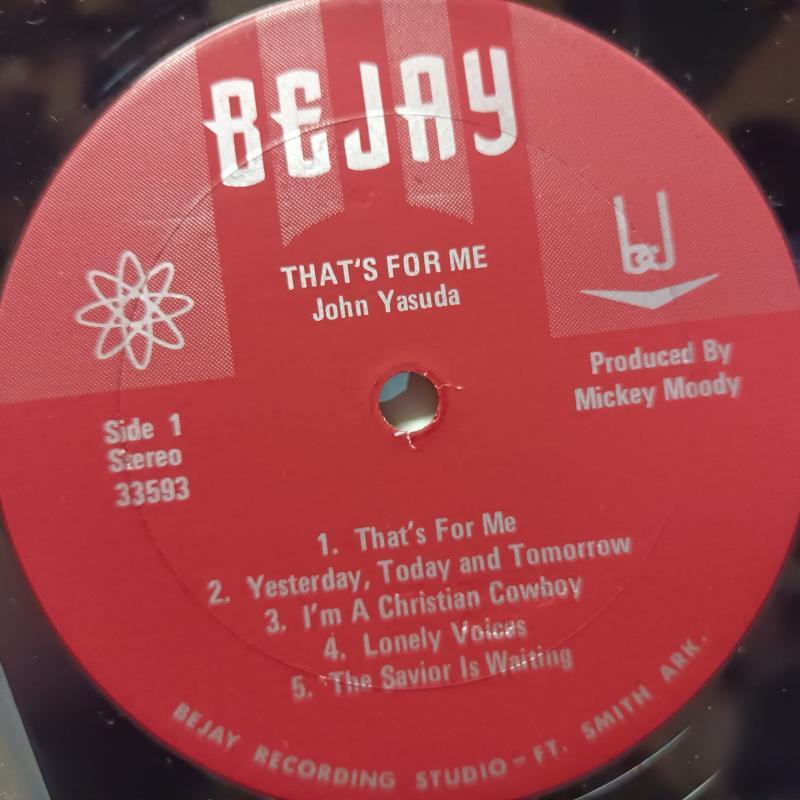 BEJAY
THAT'S FOR ME
John Yasuda
BJ
Produced By
Mickey Moody
Side 1
Stereo
33593
1. That's For Me
2. Yesterday, Today and Tomorrow
3. I'm A Christian Cowboy
4. Lonely Voices
5. The Savior Is Waiting
BEJAY RECORDING STUDIO - FT. SMITH ARK.